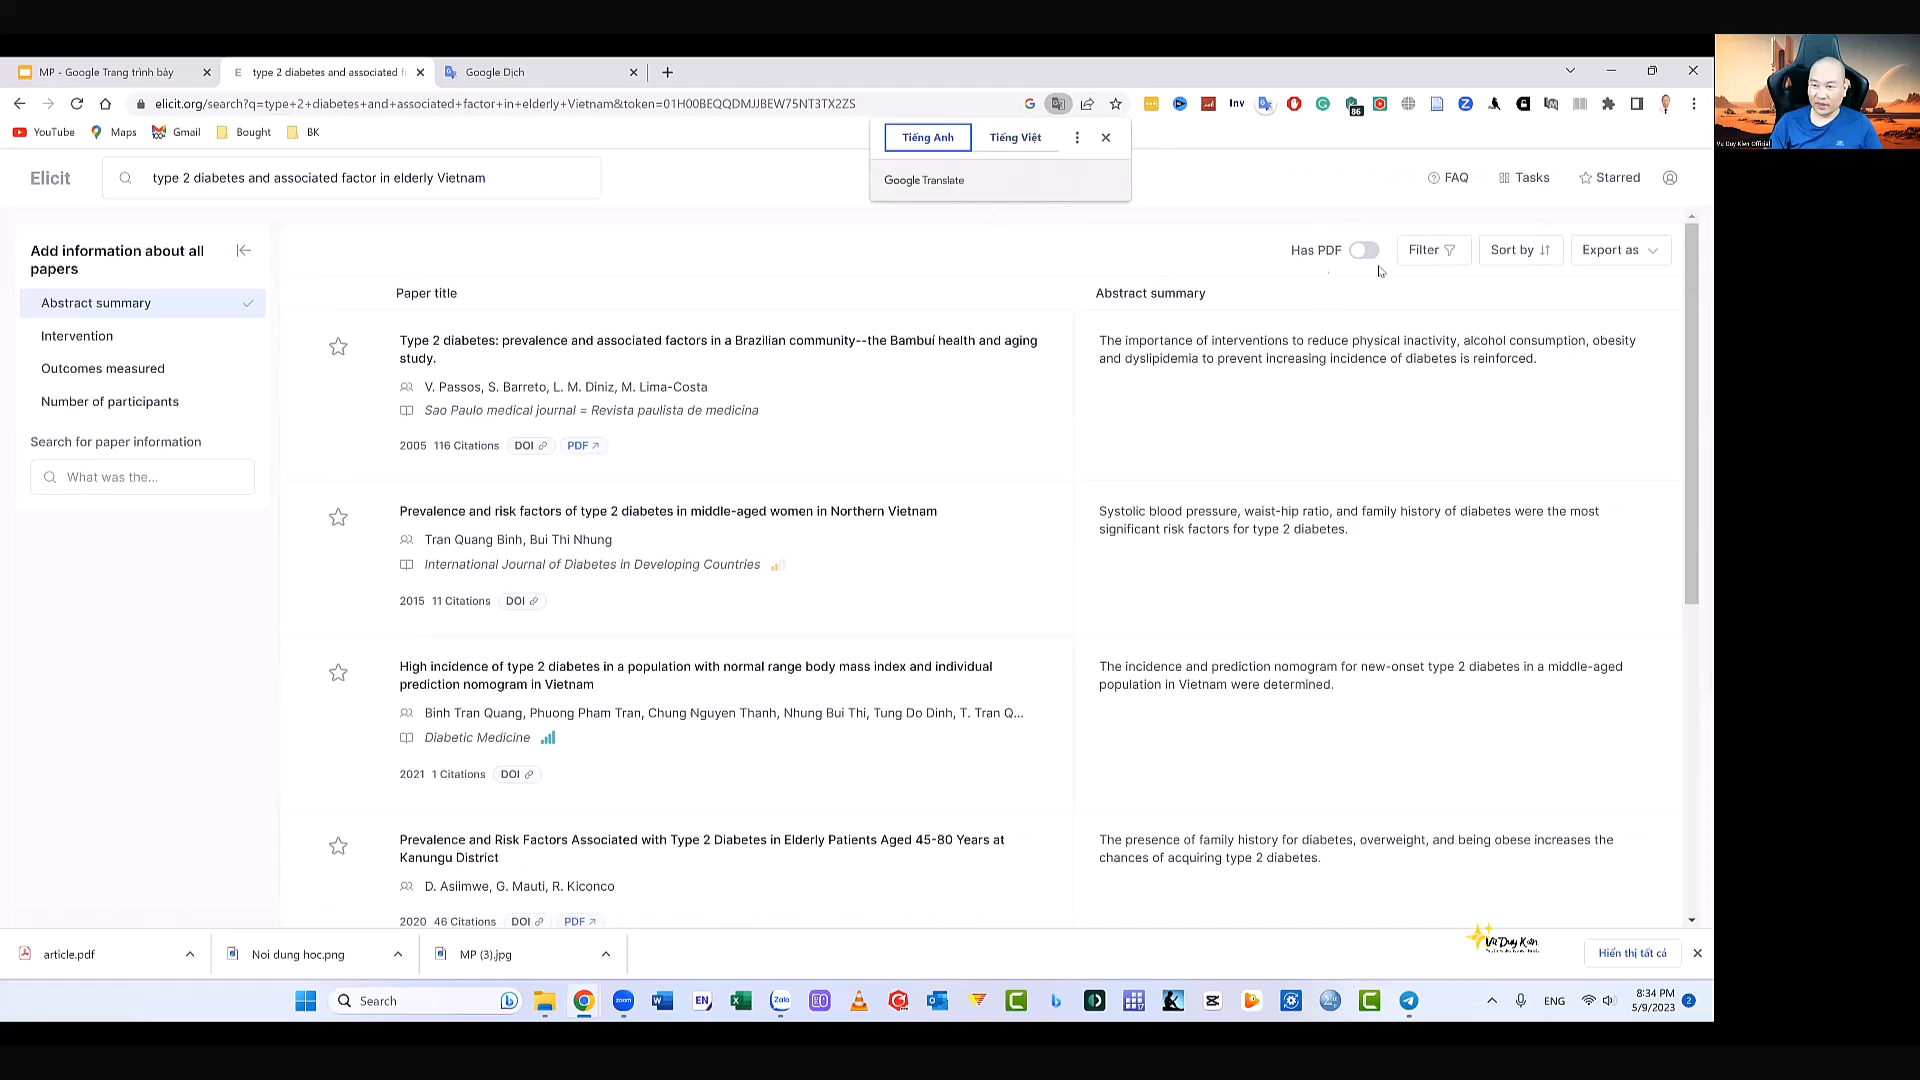 MP - Google Trang trình bày
type 2 diabetes and associated f
Google Dịch
elicit.org/search?q=type+2+diabetes+and+associated+factor+in+elderly+Vietnam&token=01H00BEQQDMJJBEW75NT3TX2ZS
Inv
86
YouTube
Maps
Gmail
Bought
BK
Tiếng Anh
Tiếng Việt
Google Translate
Vu Duy Kien Official
Elicit
type 2 diabetes and associated factor in elderly Vietnam
FAQ
Tasks
Starred
Add information about all
papers
Abstract summary
Intervention
Outcomes measured
Number of participants
Search for paper information
What was the...
Has PDF
Filter
Sort by
Export as
Paper title
Abstract summary
Type 2 diabetes: prevalence and associated factors in a Brazilian community--the Bambuí health and aging
study.
V. Passos, S. Barreto, L. M. Diniz, M. Lima-Costa
Sao Paulo medical journal = Revista paulista de medicina
2005 116 Citations DOI PDF
The importance of interventions to reduce physical inactivity, alcohol consumption, obesity
and dyslipidemia to prevent increasing incidence of diabetes is reinforced.
Prevalence and risk factors of type 2 diabetes in middle-aged women in Northern Vietnam
Tran Quang Binh, Bui Thi Nhung
International Journal of Diabetes in Developing Countries
2015 11 Citations DOI
Systolic blood pressure, waist-hip ratio, and family history of diabetes were the most
significant risk factors for type 2 diabetes.
High incidence of type 2 diabetes in a population with normal range body mass index and individual
prediction nomogram in Vietnam
Binh Tran Quang, Phuong Pham Tran, Chung Nguyen Thanh, Nhung Bui Thi, Tung Do Dinh, T. Tran Q...
Diabetic Medicine
2021 1 Citations DOI
The incidence and prediction nomogram for new-onset type 2 diabetes in a middle-aged
population in Vietnam were determined.
Prevalence and Risk Factors Associated with Type 2 Diabetes in Elderly Patients Aged 45-80 Years at
Kanungu District
D. Asiimwe, G. Mauti, R. Kiconco
2020 46 Citations DOI PDF
The presence of family history for diabetes, overweight, and being obese increases the
chances of acquiring type 2 diabetes.
Vu Duy Kien
article.pdf
Noi dung hoc.png
MP (3).jpg
Hiển thị tất cả
Search
zoom
EN
Zalo
ENG
8:34 PM
5/9/2023
2